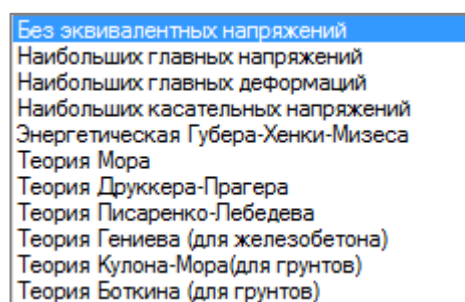 Без эквивалентных напряжений
Наибольших главных напряжений
Наибольших главных деформаций
Наибольших касательных напряжений
Энергетическая Губера-Хенки-Мизеса
Теория Мора
Теория Друккера-Прагера
Теория Писаренко-Лебедева
Теория Гениева (для железобетона)
Теория Кулона-Мора(для грунтов)
Теория Боткина (для грунтов)